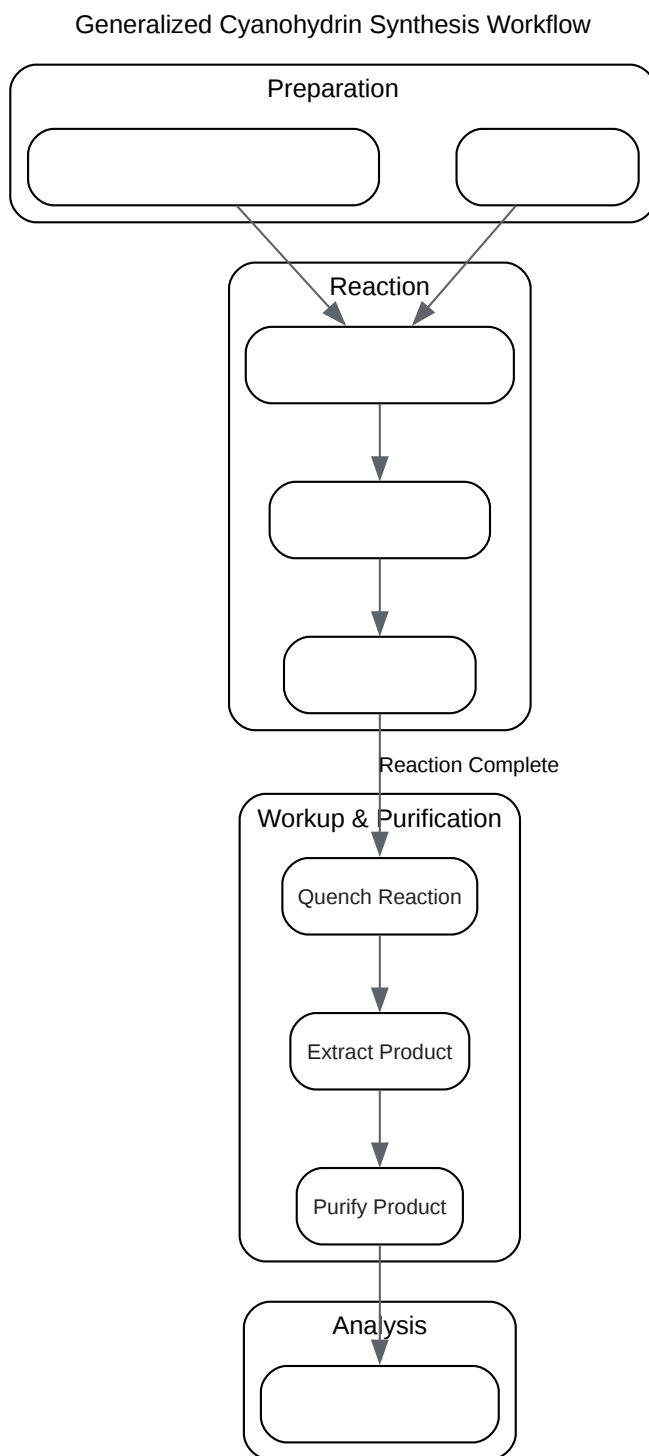 Generalized Cyanohydrin Synthesis Workflow
Preparation
Reaction
Reaction Complete
Workup & Purification
Quench Reaction
Extract Product
Purify Product
Analysis